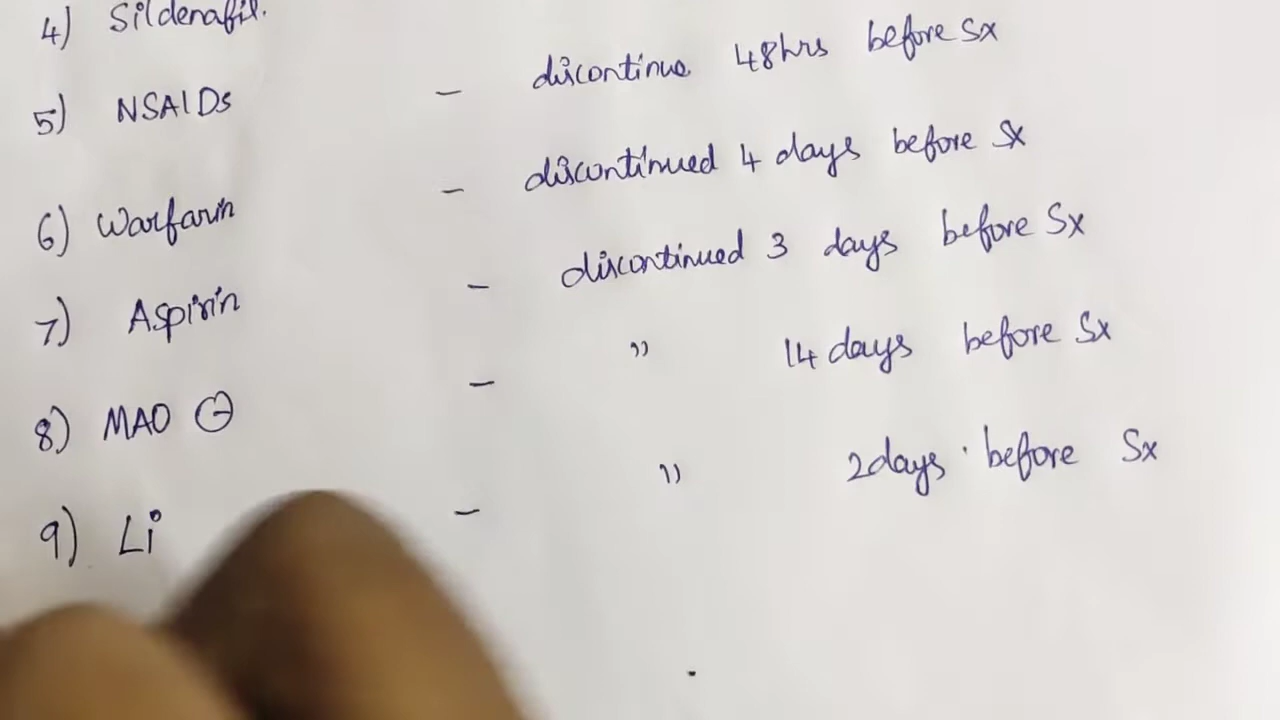 4) Sildenafil.
5) NSAIDs - discontinue 48hrs before Sx
6) Warfarin - discontinued 4 days before Sx
7) Aspirin - discontinued 3 days before Sx
8) MAO ⊖ - " 14 days before Sx
9) Li - " 2days before Sx